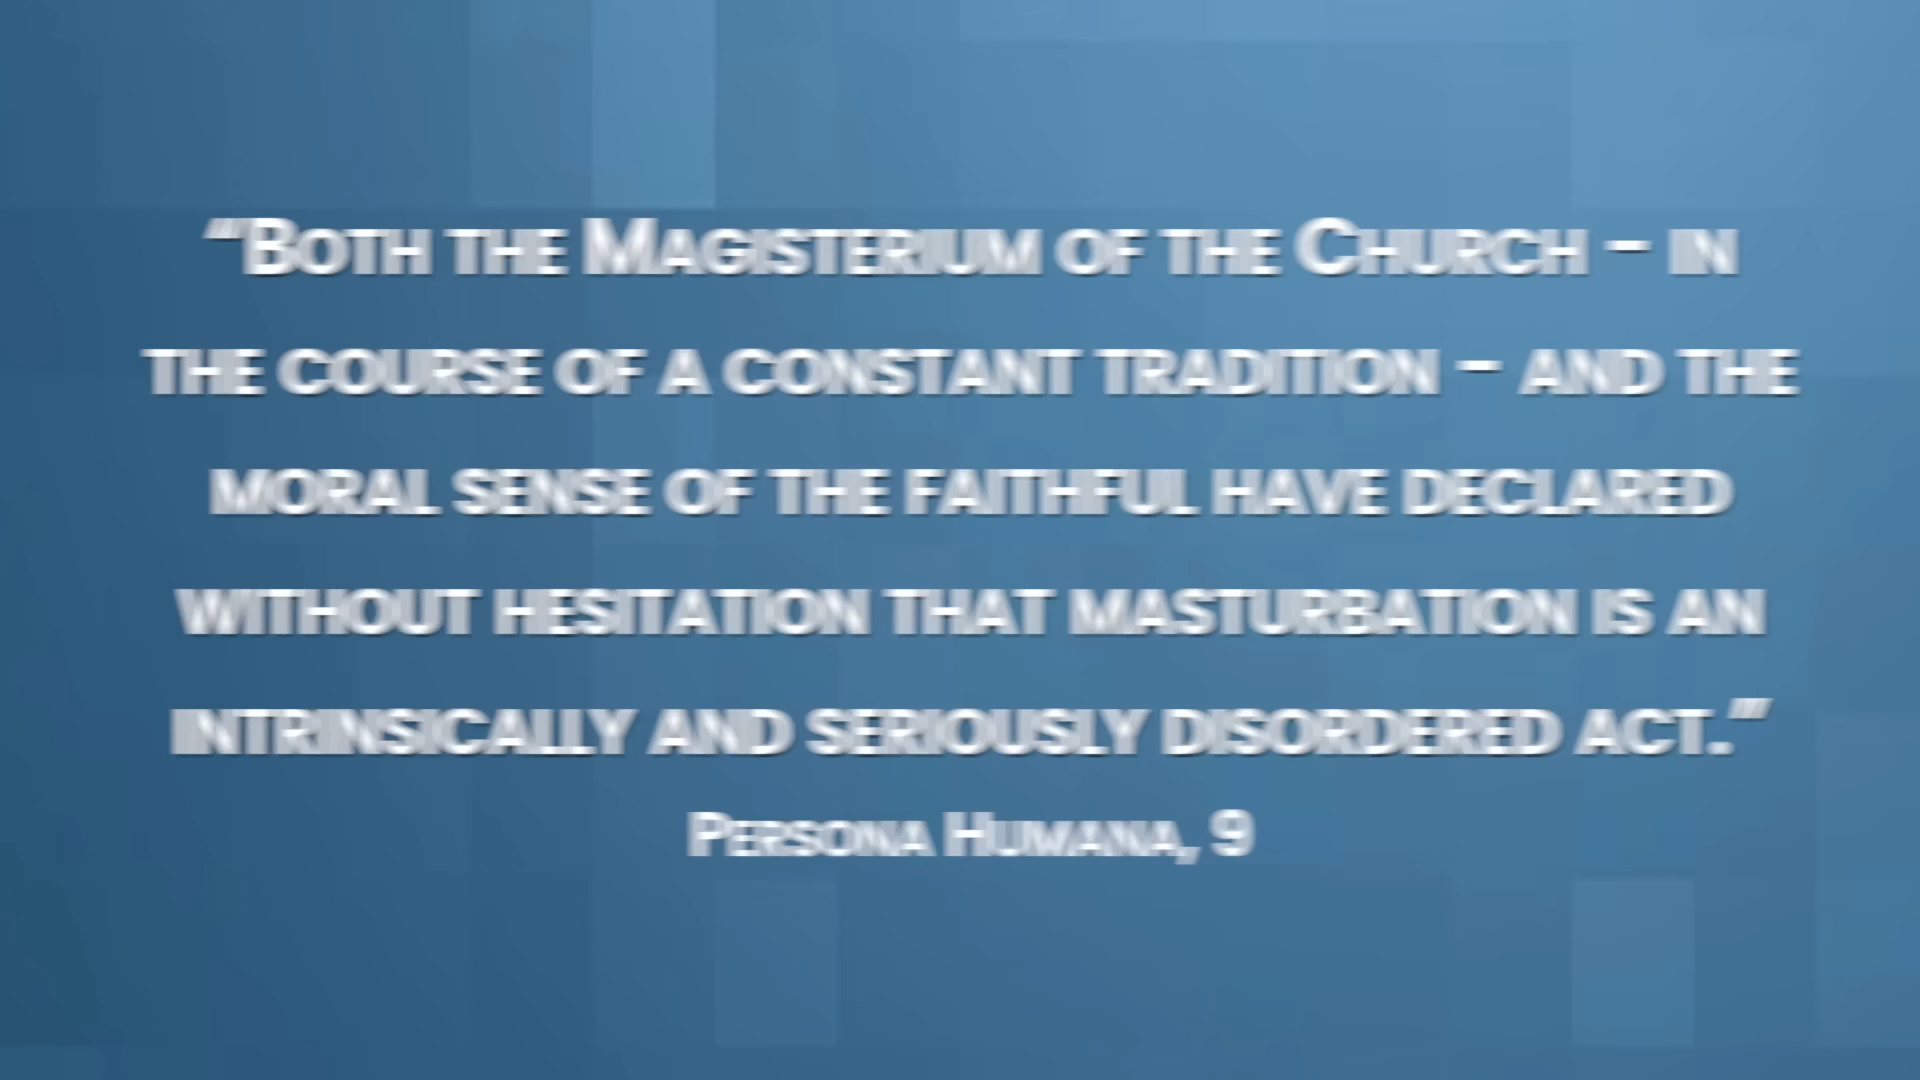 “Both the Magisterium of the Church – in
the course of a constant tradition – and the
moral sense of the faithful have declared
without hesitation that masturbation is an
intrinsically and seriously disordered act.”
Persona Humana, 9